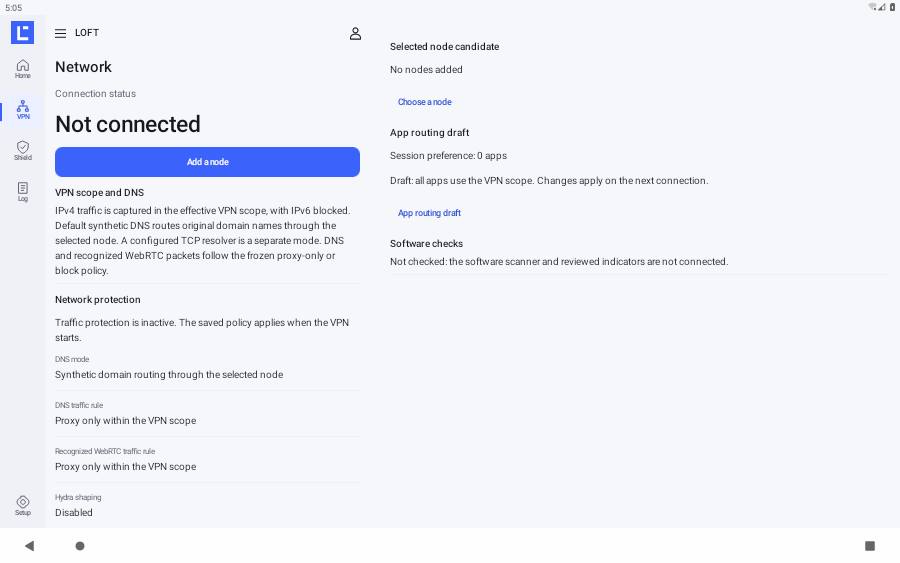 5:05
LOFT
Home
VPN
Shield
Log
Setup
Network
Connection status
Not connected
Add a node
VPN scope and DNS
IPv4 traffic is captured in the effective VPN scope, with IPv6 blocked.
Default synthetic DNS routes original domain names through the
selected node. A configured TCP resolver is a separate mode. DNS
and recognized WebRTC packets follow the frozen proxy-only or
block policy.
Network protection
Traffic protection is inactive. The saved policy applies when the VPN
starts.
DNS mode
Synthetic domain routing through the selected node
DNS traffic rule
Proxy only within the VPN scope
Recognized WebRTC traffic rule
Proxy only within the VPN scope
Hydra shaping
Disabled
Selected node candidate
No nodes added
Choose a node
App routing draft
Session preference: 0 apps
Draft: all apps use the VPN scope. Changes apply on the next connection.
App routing draft
Software checks
Not checked: the software scanner and reviewed indicators are not connected.